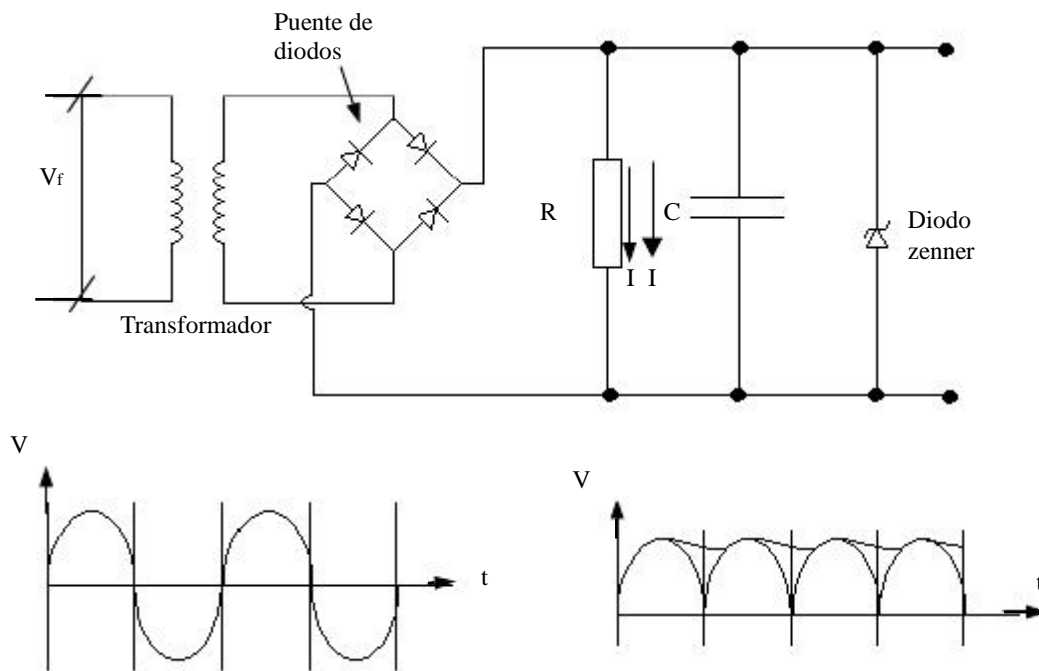 Puente de
diodos
Vf
R
C
I I
Diodo
zenner
Transformador
V
t
V
t